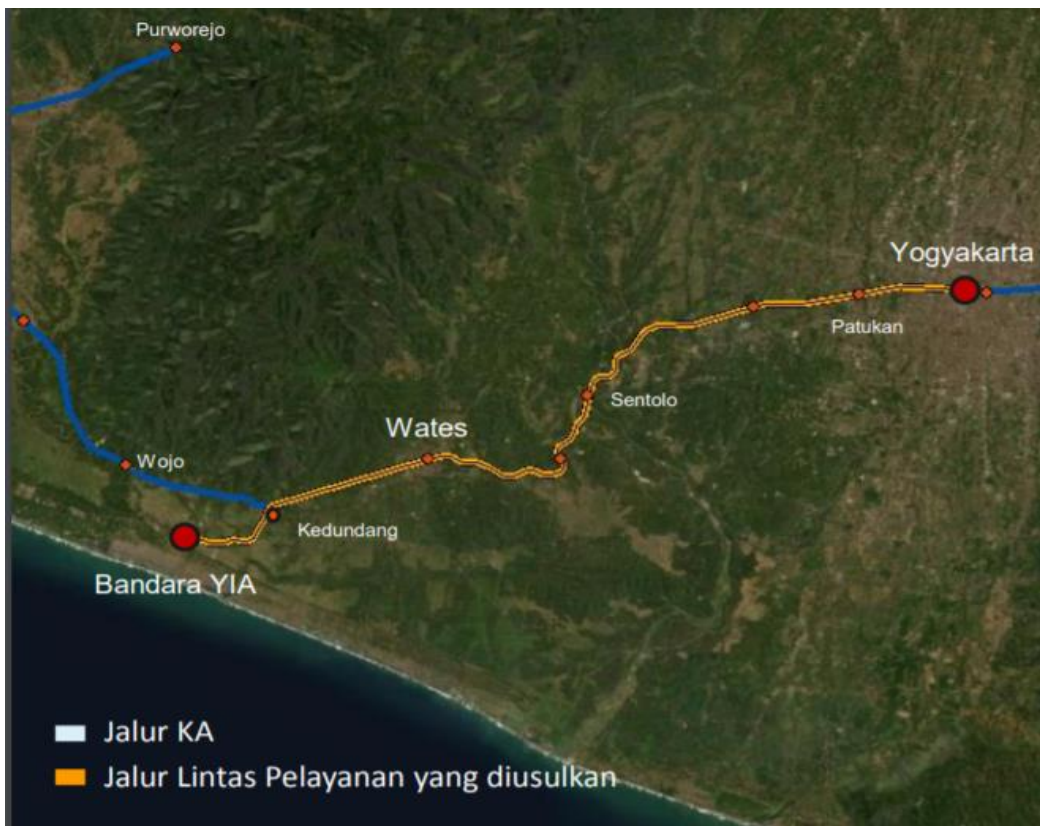 Purworejo
Yogyakarta
Patukan
Sentolo
Wates
Wojo
Kedundang
Bandara YIA
Jalur KA
Jalur Lintas Pelayanan yang diusulkan